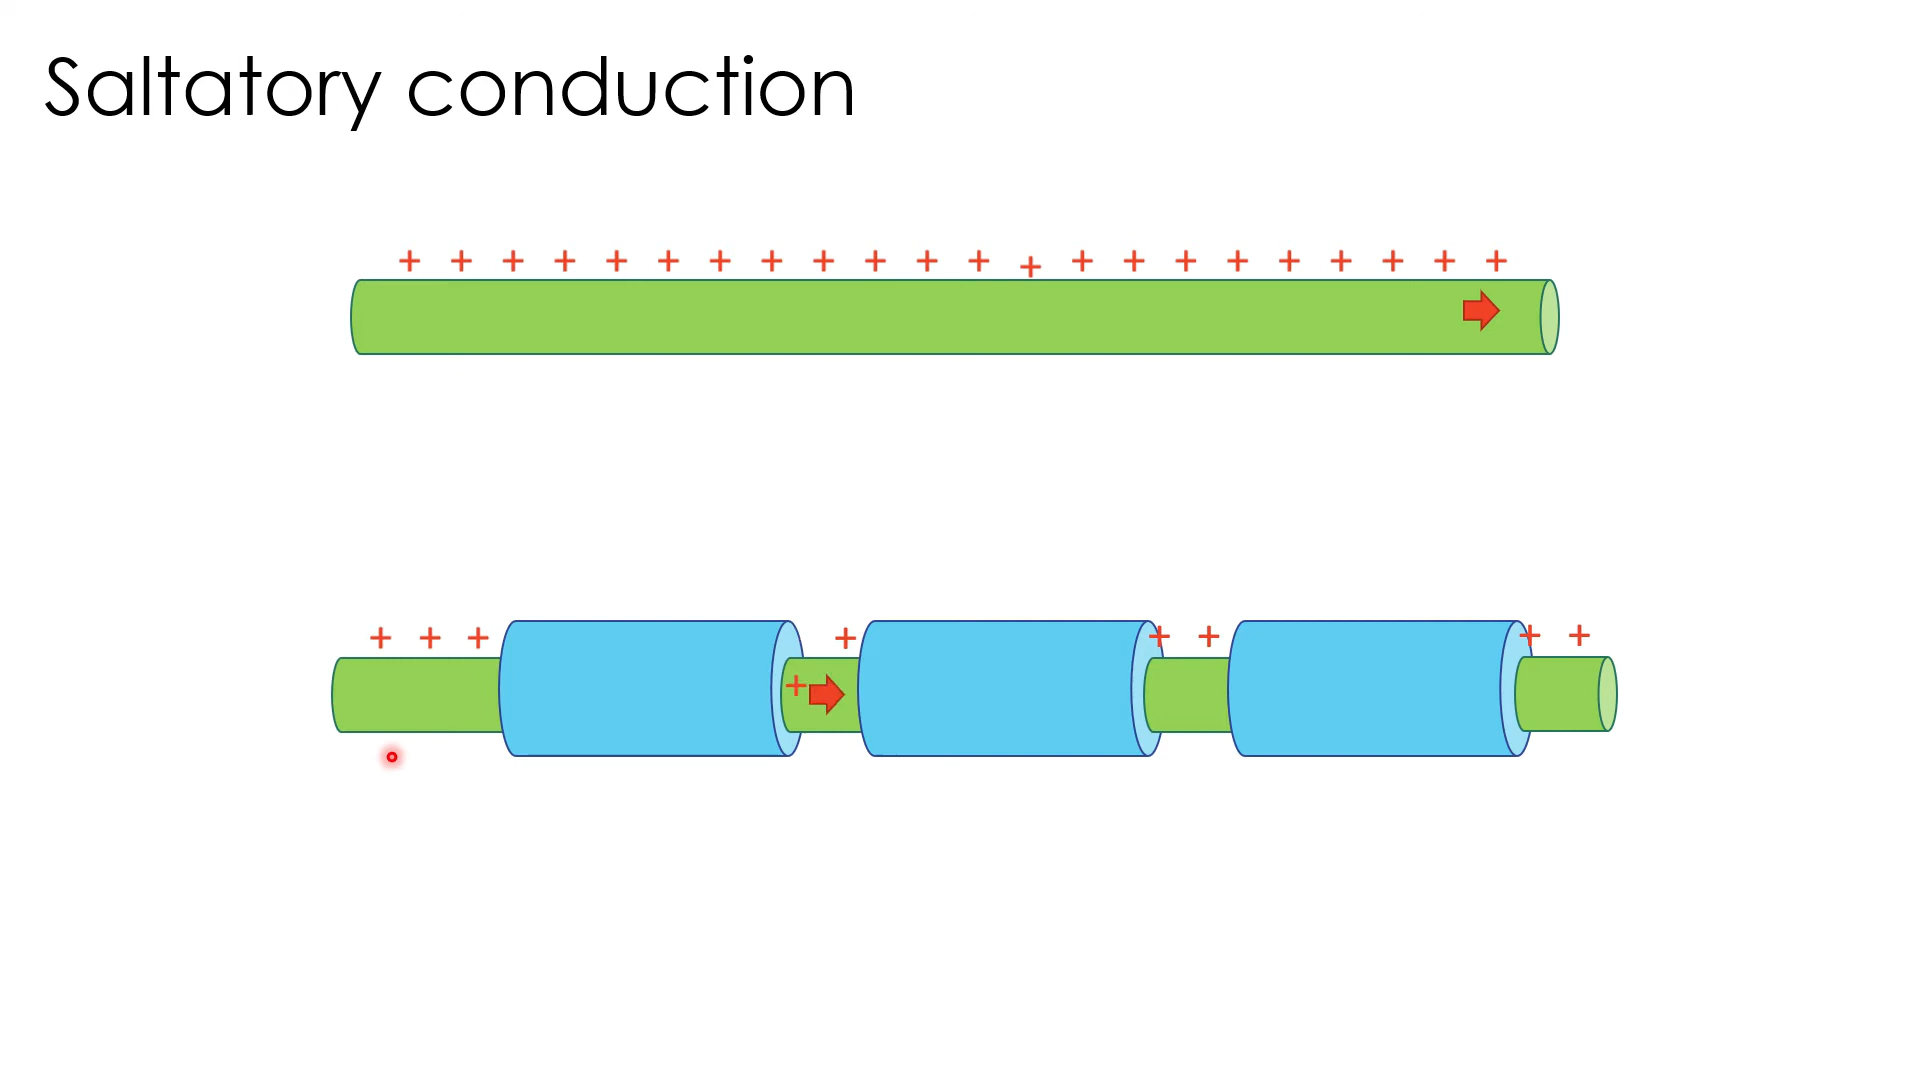 Saltatory conduction
+ + + + + + + + + + + + + + + + + + + + + +
+ + + + + + + + +